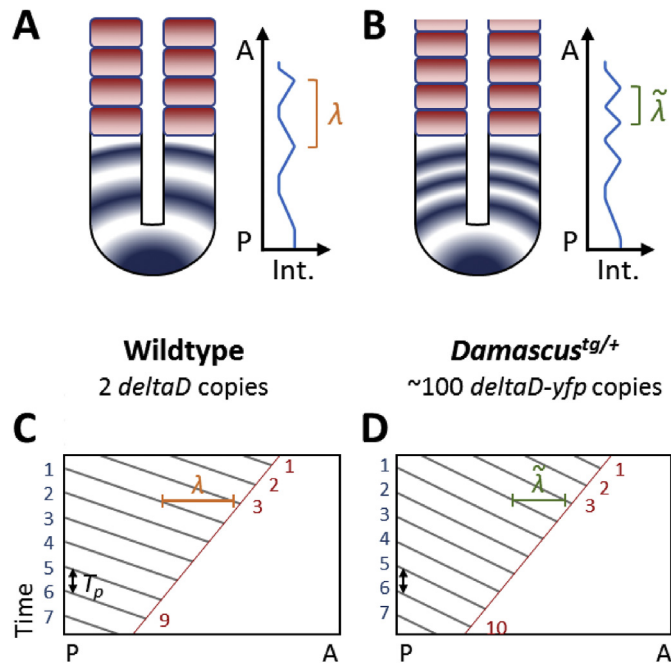 A
A
λ
P
Int.
B
A
λ̃
P
Int.
Wildtype
2 deltaD copies
Damascus^tg/+
~100 deltaD-yfp copies
C
Time
1
2
3
4
5
6
7
λ
T_p
1
2
3
9
P
A
D
1
2
3
4
5
6
7
λ̃
1
2
3
10
P
A